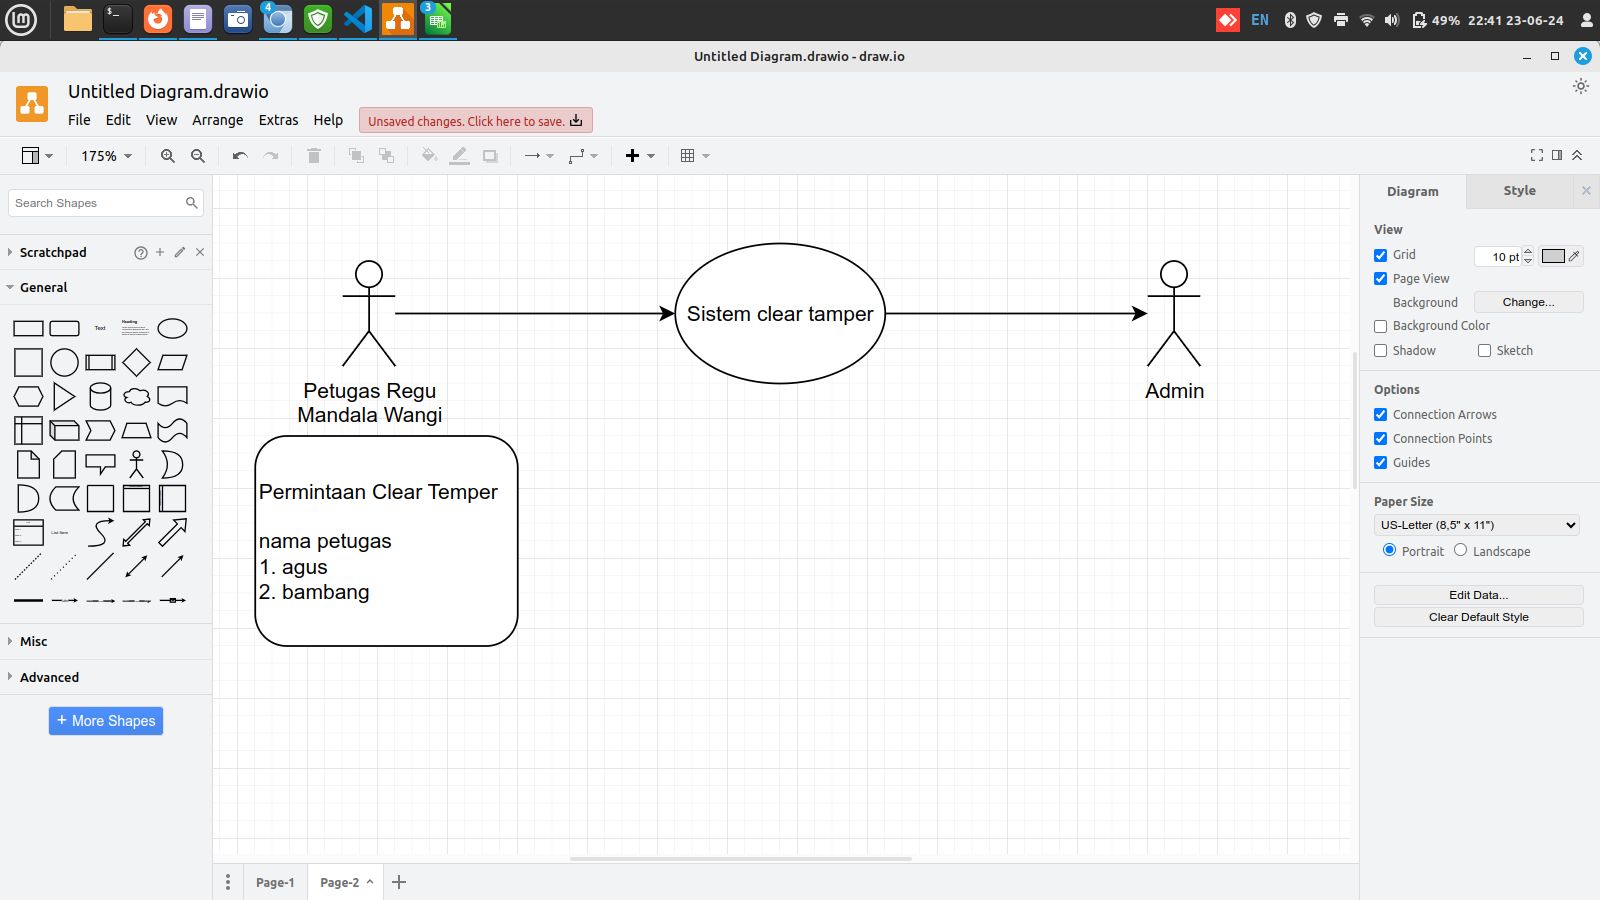 4
3
EN
49%
22:41 23-06-24
Untitled Diagram.drawio - draw.io
Untitled Diagram.drawio
File Edit View Arrange Extras Help
Unsaved changes. Click here to save.
175%
Search Shapes
Scratchpad
General
Text
Heading
List Item
Misc
Advanced
+ More Shapes
Petugas Regu
Mandala Wangi
Sistem clear tamper
Admin
Permintaan Clear Temper
nama petugas
1. agus
2. bambang
Page-1
Page-2
Diagram
Style
View
Grid
10 pt
Page View
Background
Change...
Background Color
Shadow
Sketch
Options
Connection Arrows
Connection Points
Guides
Paper Size
US-Letter (8,5" x 11")
Portrait
Landscape
Edit Data...
Clear Default Style